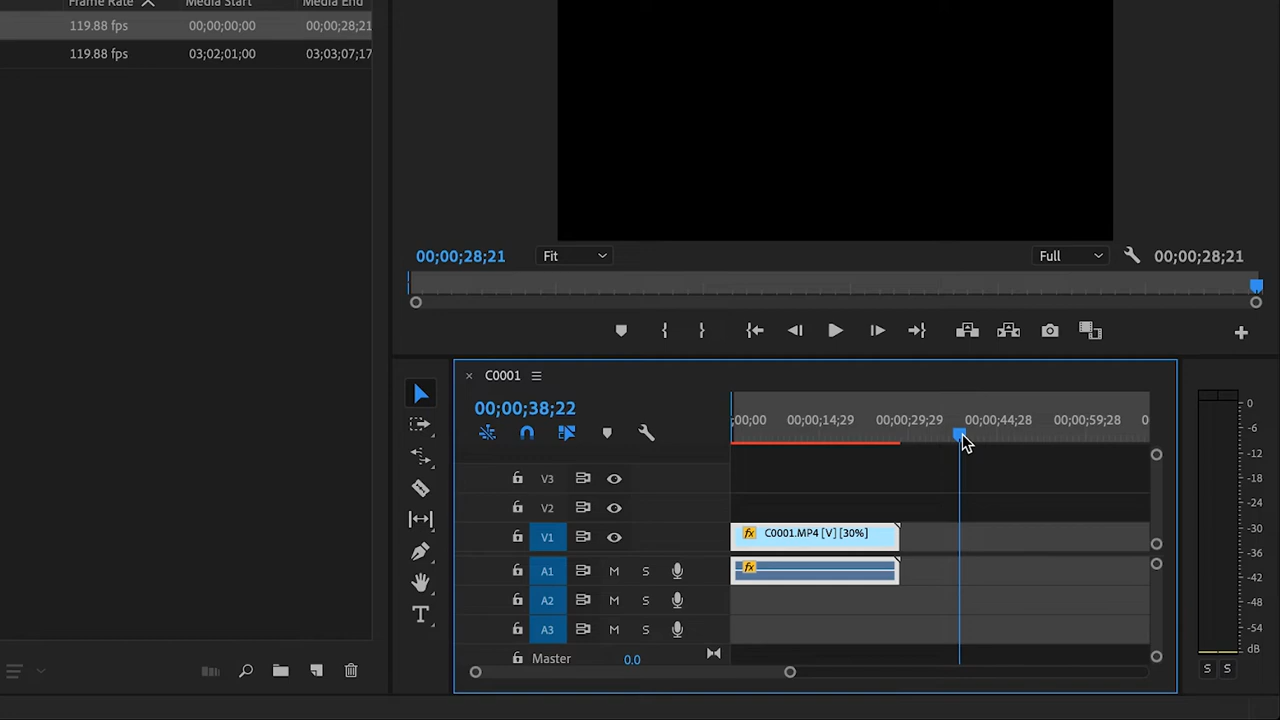 Frame Rate Media Start Media End
119.88 fps 00;00;00;00 00;00;28;21
119.88 fps 03;02;01;00 03;03;07;17
00;00;28;21 Fit Full 00;00;28;21
C0001
00;00;38;22
;00;00 00;00;14;29 00;00;29;29 00;00;44;28 00;00;59;28 0
V3
V2
V1 fx C0001.MP4 [V] [30%]
A1 M S fx
A2 M S
A3 M S
Master 0.0
0
-6
-12
-18
-24
-30
-36
-42
-48
-54
dB
S S
T